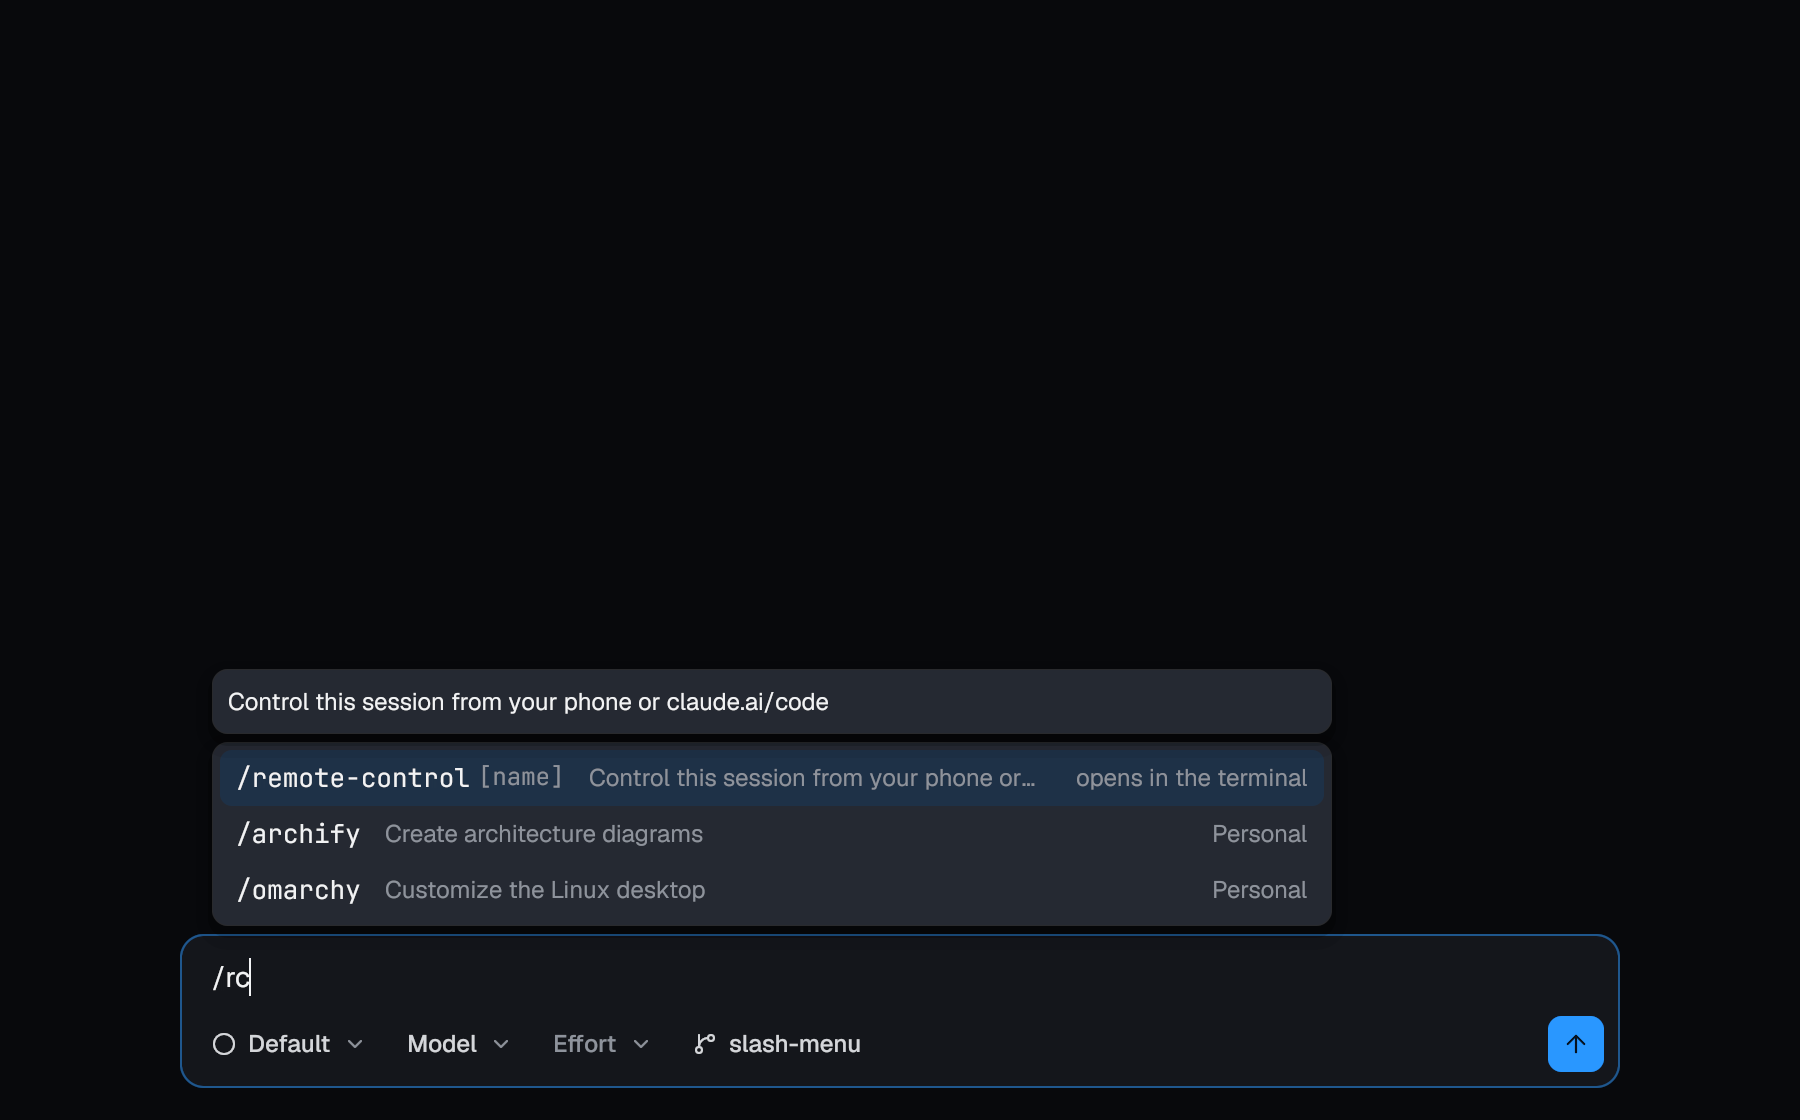 Control this session from your phone or claude.ai/code
/remote-control [name] Control this session from your phone or… opens in the terminal
/archify Create architecture diagrams Personal
/omarchy Customize the Linux desktop Personal
/rc
Default Model Effort slash-menu